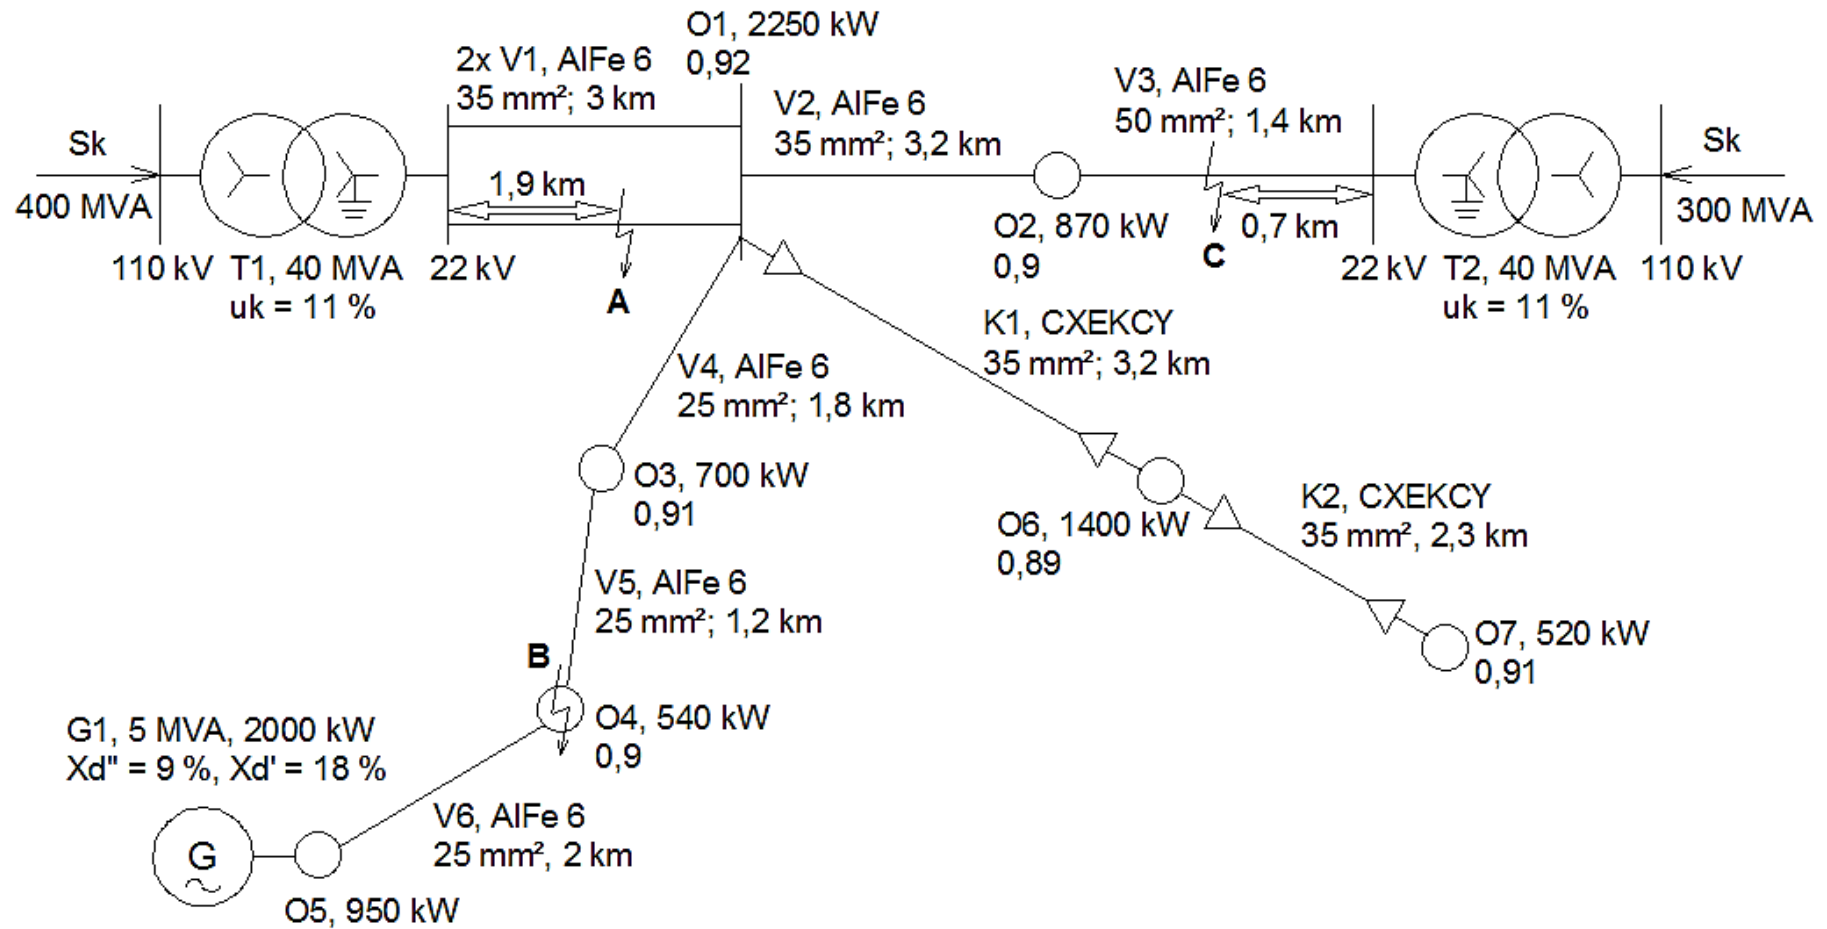 O1, 2250 kW
0,92
2x V1, AlFe 6
35 mm²; 3 km
V2, AlFe 6
35 mm²; 3,2 km
V3, AlFe 6
50 mm²; 1,4 km
Sk
400 MVA
1,9 km
A
110 kV
T1, 40 MVA
uk = 11 %
22 kV
O2, 870 kW
0,9
C
0,7 km
22 kV
T2, 40 MVA
uk = 11 %
110 kV
Sk
300 MVA
K1, CXEKCY
35 mm²; 3,2 km
V4, AlFe 6
25 mm²; 1,8 km
O3, 700 kW
0,91
O6, 1400 kW
0,89
K2, CXEKCY
35 mm², 2,3 km
V5, AlFe 6
25 mm²; 1,2 km
O7, 520 kW
0,91
B
O4, 540 kW
0,9
G1, 5 MVA, 2000 kW
Xd" = 9 %, Xd' = 18 %
V6, AlFe 6
25 mm², 2 km
G
O5, 950 kW